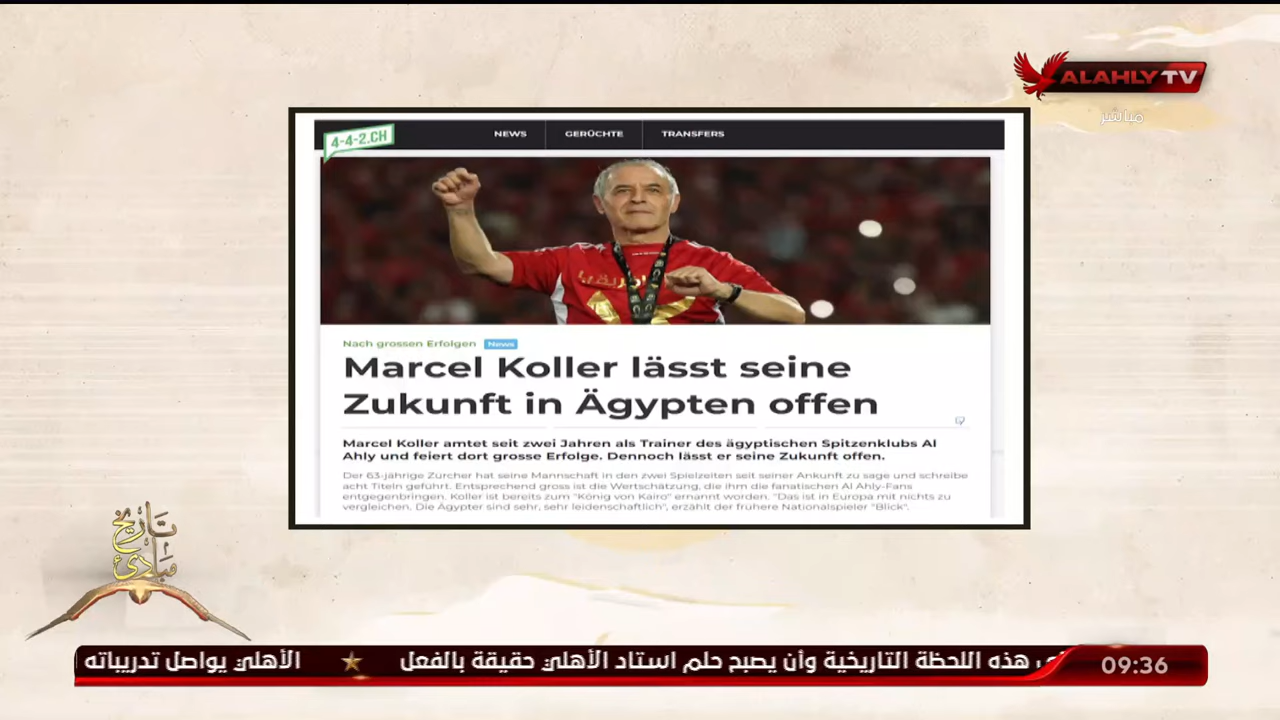 ALAHLY TV
مباشر
4-4-2.CH
NEWS GERÜCHTE TRANSFERS
Nach grossen Erfolgen News
Marcel Koller lässt seine
Zukunft in Ägypten offen
Marcel Koller amtet seit zwei Jahren als Trainer des ägyptischen Spitzenklubs Al
Ahly und feiert dort grosse Erfolge. Dennoch lässt er seine Zukunft offen.
Der 63-jährige Zürcher hat seine Mannschaft in den zwei Spielzeiten seit seiner Ankunft zu sage und schreibe
acht Titeln geführt. Entsprechend gross ist die Wertschätzung, die ihm die fanatischen Al Ahly-Fans
entgegenbringen. Koller ist bereits zum "König von Kairo" ernannt worden. "Das ist in Europa mit nichts zu
vergleichen. Die Ägypter sind sehr, sehr leidenschaftlich", erzählt der frühere Nationalspieler "Blick".
تاريخ
مبادئ
هذه اللحظة التاريخية وأن يصبح حلم استاد الأهلي حقيقة بالفعل ★ الأهلي يواصل تدريباته
09:36